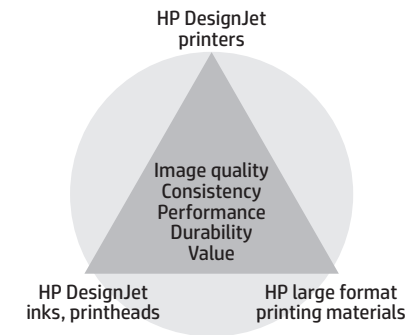 HP DesignJet
printers
Image quality
Consistency
Performance
Durability
Value
HP DesignJet
inks, printheads
HP large format
printing materials